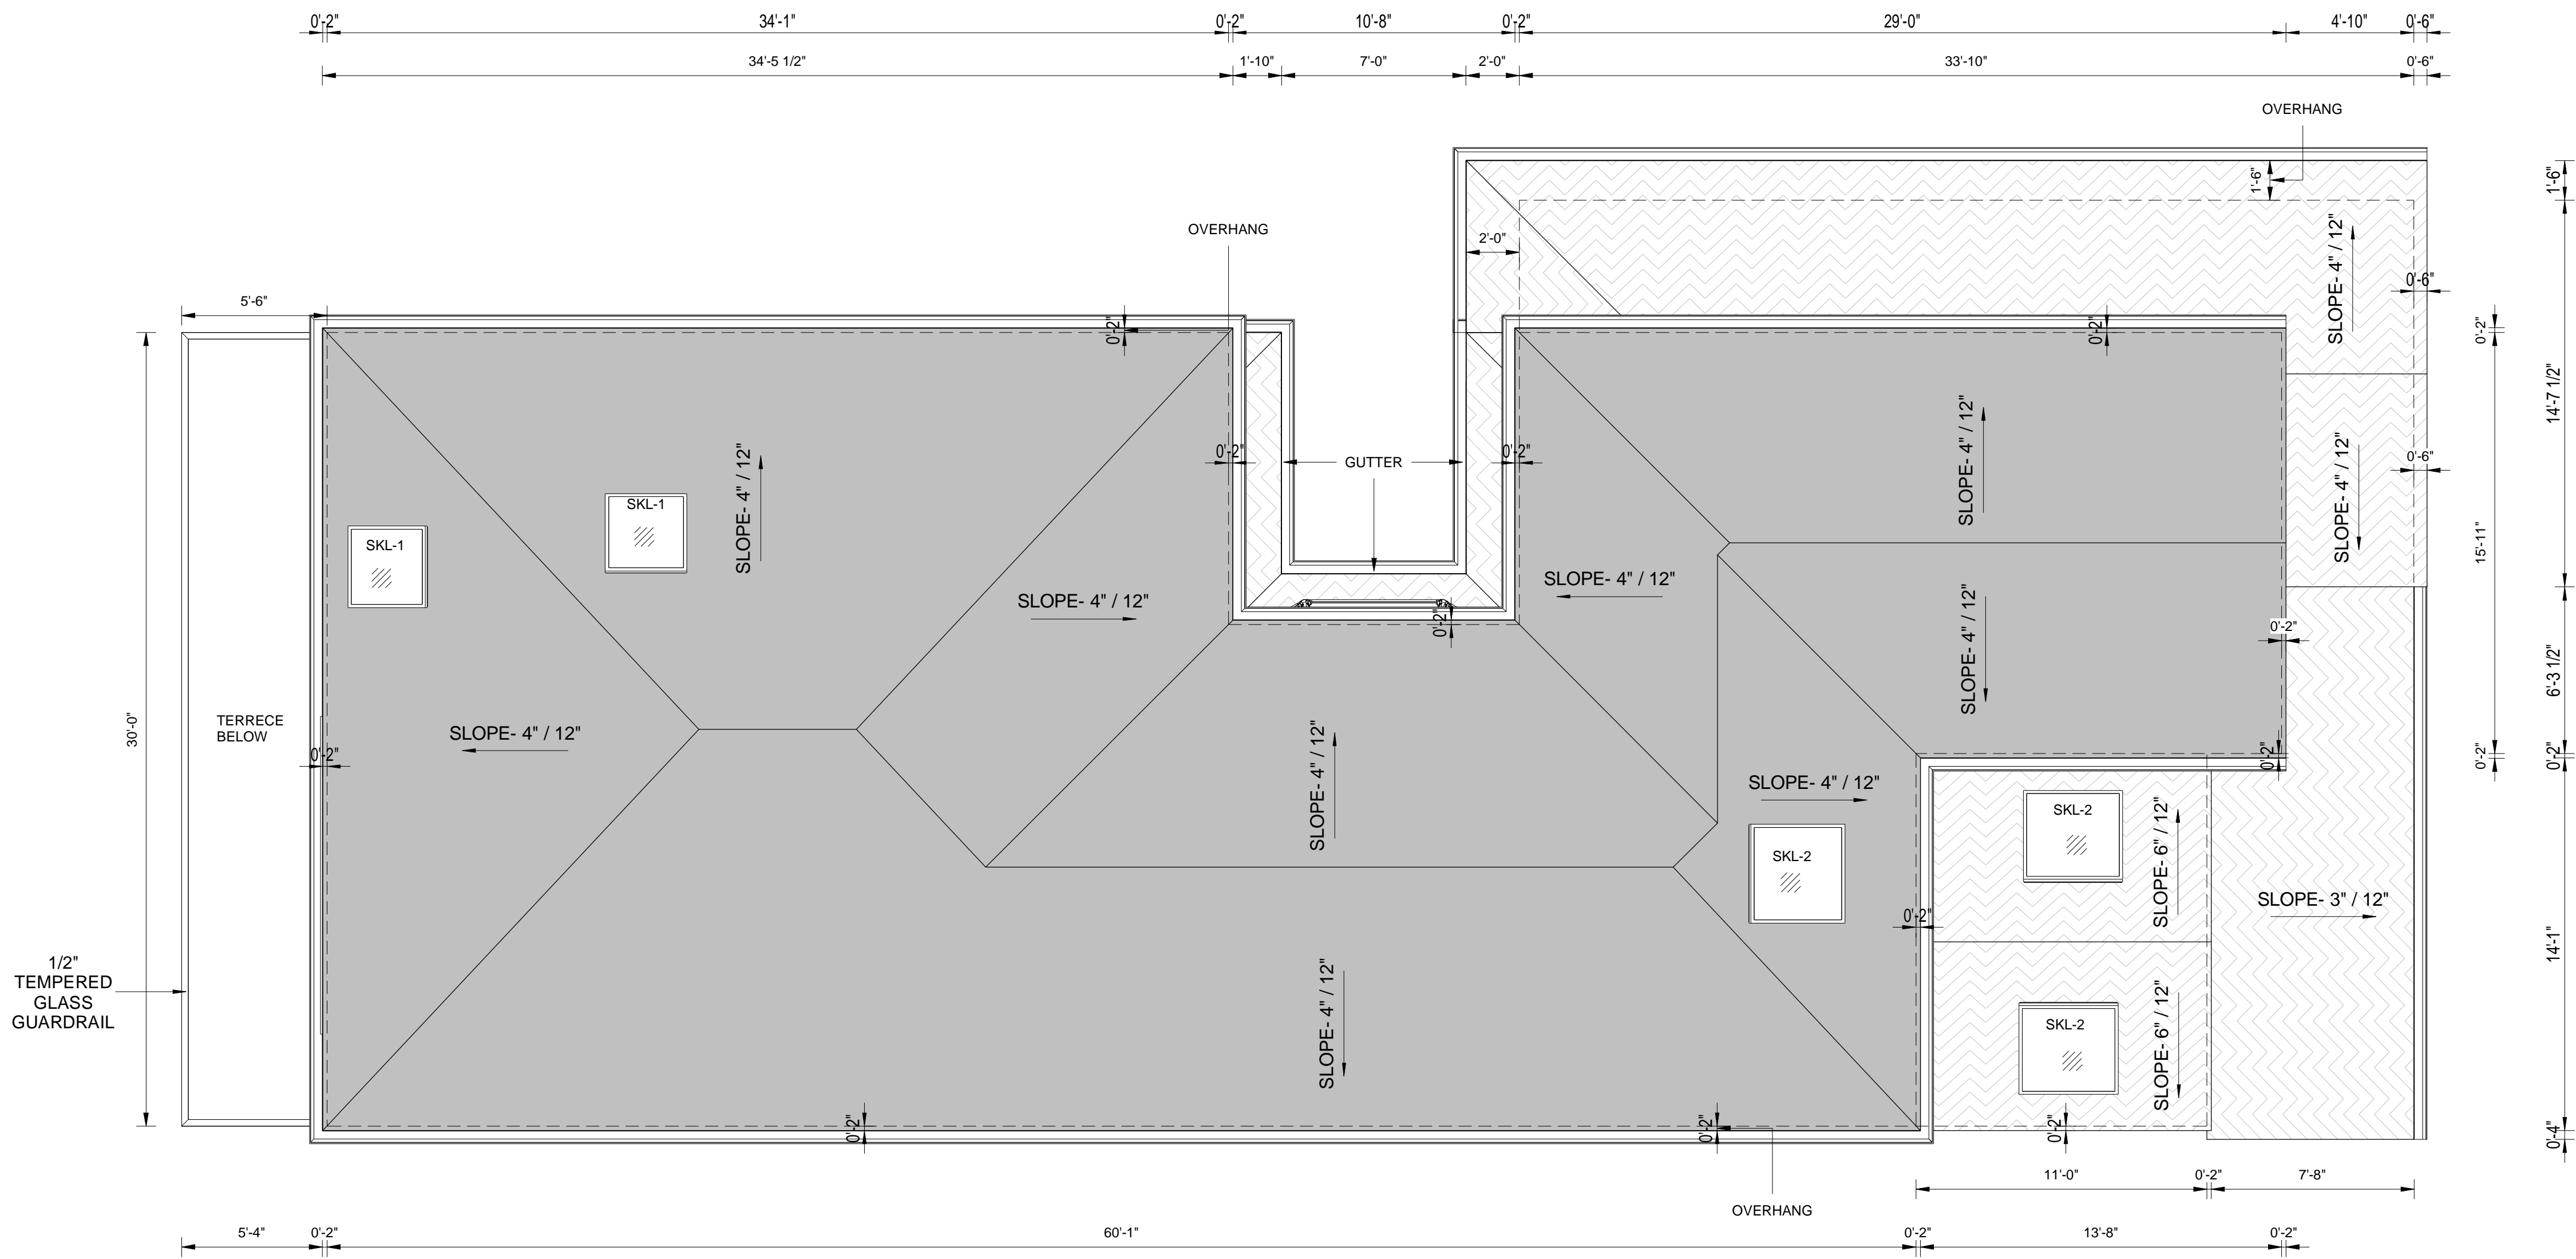 0'-2"
34'-1"
0'-2"
10'-8"
0'-2"
29'-0"
4'-10"
0'-6"
34'-5 1/2"
1'-10"
7'-0"
2'-0"
33'-10"
0'-6"
OVERHANG
1'-6"
1'-6"
OVERHANG
2'-0"
SLOPE- 4" / 12"
0'-6"
5'-6"
0'-2"
0'-2"
0'-2"
14'-7 1/2"
SLOPE- 4" / 12"
SLOPE- 4" / 12"
SLOPE- 4" / 12"
0'-2"
GUTTER
0'-2"
0'-6"
SKL-1
SKL-1
15'-11"
SLOPE- 4" / 12"
SLOPE- 4" / 12"
SLOPE- 4" / 12"
0'-2"
0'-2"
6'-3 1/2"
30'-0"
TERRECE
BELOW
SLOPE- 4" / 12"
0'-2"
SLOPE- 4" / 12"
SLOPE- 4" / 12"
0'-2"
0'-2"
0'-2"
SKL-2
SKL-2
SLOPE- 6" / 12"
SLOPE- 3" / 12"
0'-2"
14'-1"
1/2"
TEMPERED
GLASS
GUARDRAIL
SLOPE- 4" / 12"
SKL-2
SLOPE- 6" / 12"
0'-2"
0'-2"
0'-2"
0'-4"
11'-0"
0'-2"
7'-8"
OVERHANG
5'-4"
0'-2"
60'-1"
0'-2"
13'-8"
0'-2"